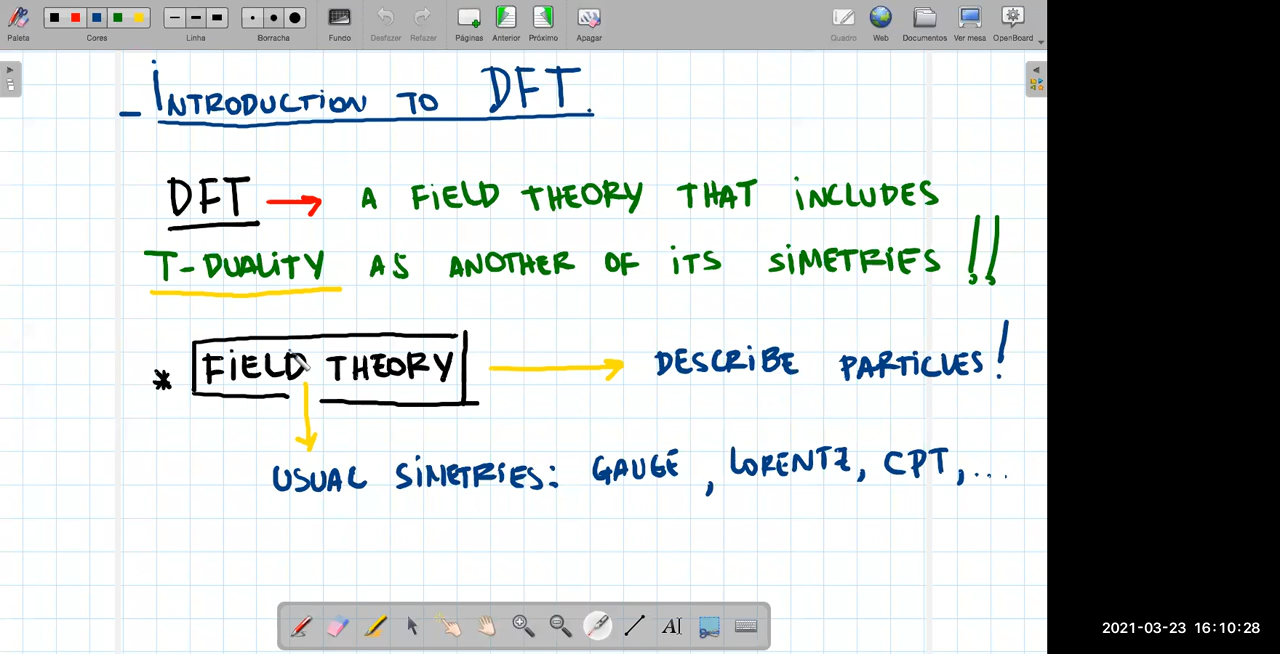 Paleta Cores Linha Borracha Fundo Desfazer Refazer Páginas Anterior Próximo Apagar Quadro Web Documentos Ver mesa OpenBoard
INTRODUCTION TO DFT.
DFT → A FIELD THEORY THAT INCLUDES
T-DUALITY AS ANOTHER OF ITS SIMETRIES !!
* FIELD THEORY → DESCRIBE PARTICLES!
USUAL SIMETRIES: GAUGE, LORENTZ, CPT, ...
AI
2021-03-23 16:10:28